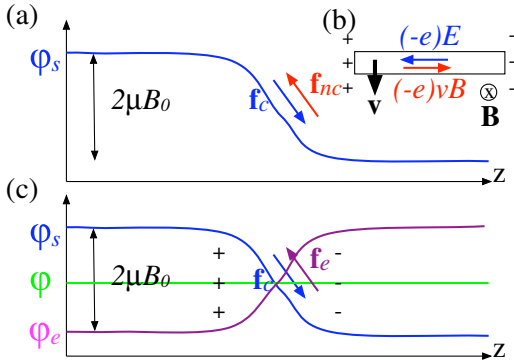 (a)
φs
2μB0
fc
fnc
z
(b)
+ (-e)E -
+ (-e)vB -
v
B
(c)
φs
2μB0
φ
φe
+ -
+ -
+ -
fc
fe
z